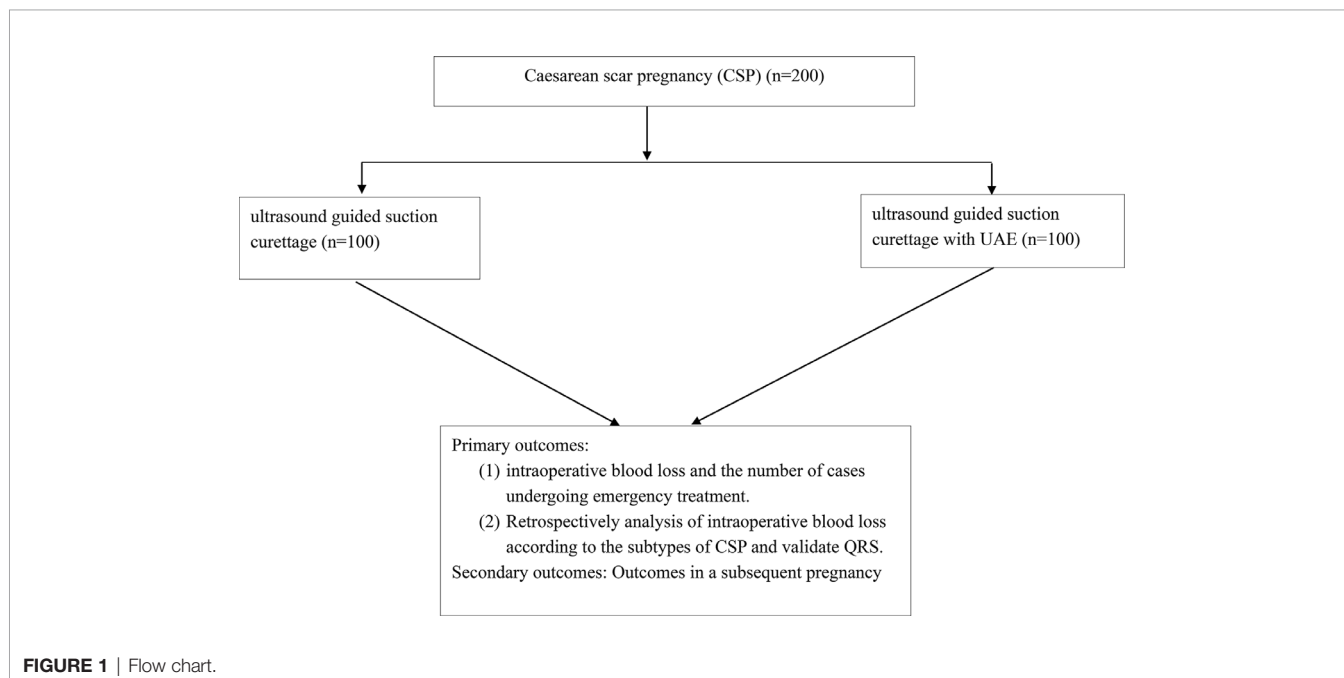 Caesarean scar pregnancy (CSP) (n=200)
ultrasound guided suction
curettage (n=100)
ultrasound guided suction
curettage with UAE (n=100)
Primary outcomes:
(1) intraoperative blood loss and the number of cases
undergoing emergency treatment.
(2) Retrospectively analysis of intraoperative blood loss
according to the subtypes of CSP and validate QRS.
Secondary outcomes: Outcomes in a subsequent pregnancy
FIGURE 1 | Flow chart.